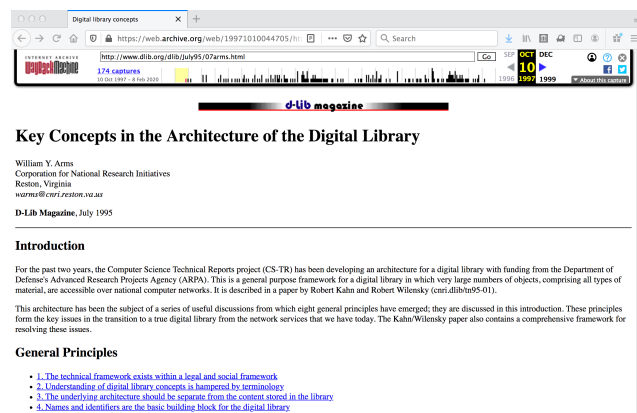 Digital library concepts
https://web.archive.org/web/19971010044705/h
Search
INTERNET ARCHIVE
WayBackMachine
http://www.dlib.org/dlib/july95/07arms.html
Go
174 captures
10 Oct 1997 - 8 Feb 2020
SEP OCT DEC
10
1996 1997 1999
About this capture
d-Lib magazine
Key Concepts in the Architecture of the Digital Library
William Y. Arms
Corporation for National Research Initiatives
Reston, Virginia
warms@cnri.reston.va.us
D-Lib Magazine, July 1995
Introduction
For the past two years, the Computer Science Technical Reports project (CS-TR) has been developing an architecture for a digital library with funding from the Department of
Defense's Advanced Research Projects Agency (ARPA). This is a general purpose framework for a digital library in which very large numbers of objects, comprising all types of
material, are accessible over national computer networks. It is described in a paper by Robert Kahn and Robert Wilensky (cnri.dlib/tn95-01).
This architecture has been the subject of a series of useful discussions from which eight general principles have emerged; they are discussed in this introduction. These principles
form the key issues in the transition to a true digital library from the network services that we have today. The Kahn/Wilensky paper also contains a comprehensive framework for
resolving these issues.
General Principles
• 1. The technical framework exists within a legal and social framework
• 2. Understanding of digital library concepts is hampered by terminology
• 3. The underlying architecture should be separate from the content stored in the library
• 4. Names and identifiers are the basic building block for the digital library